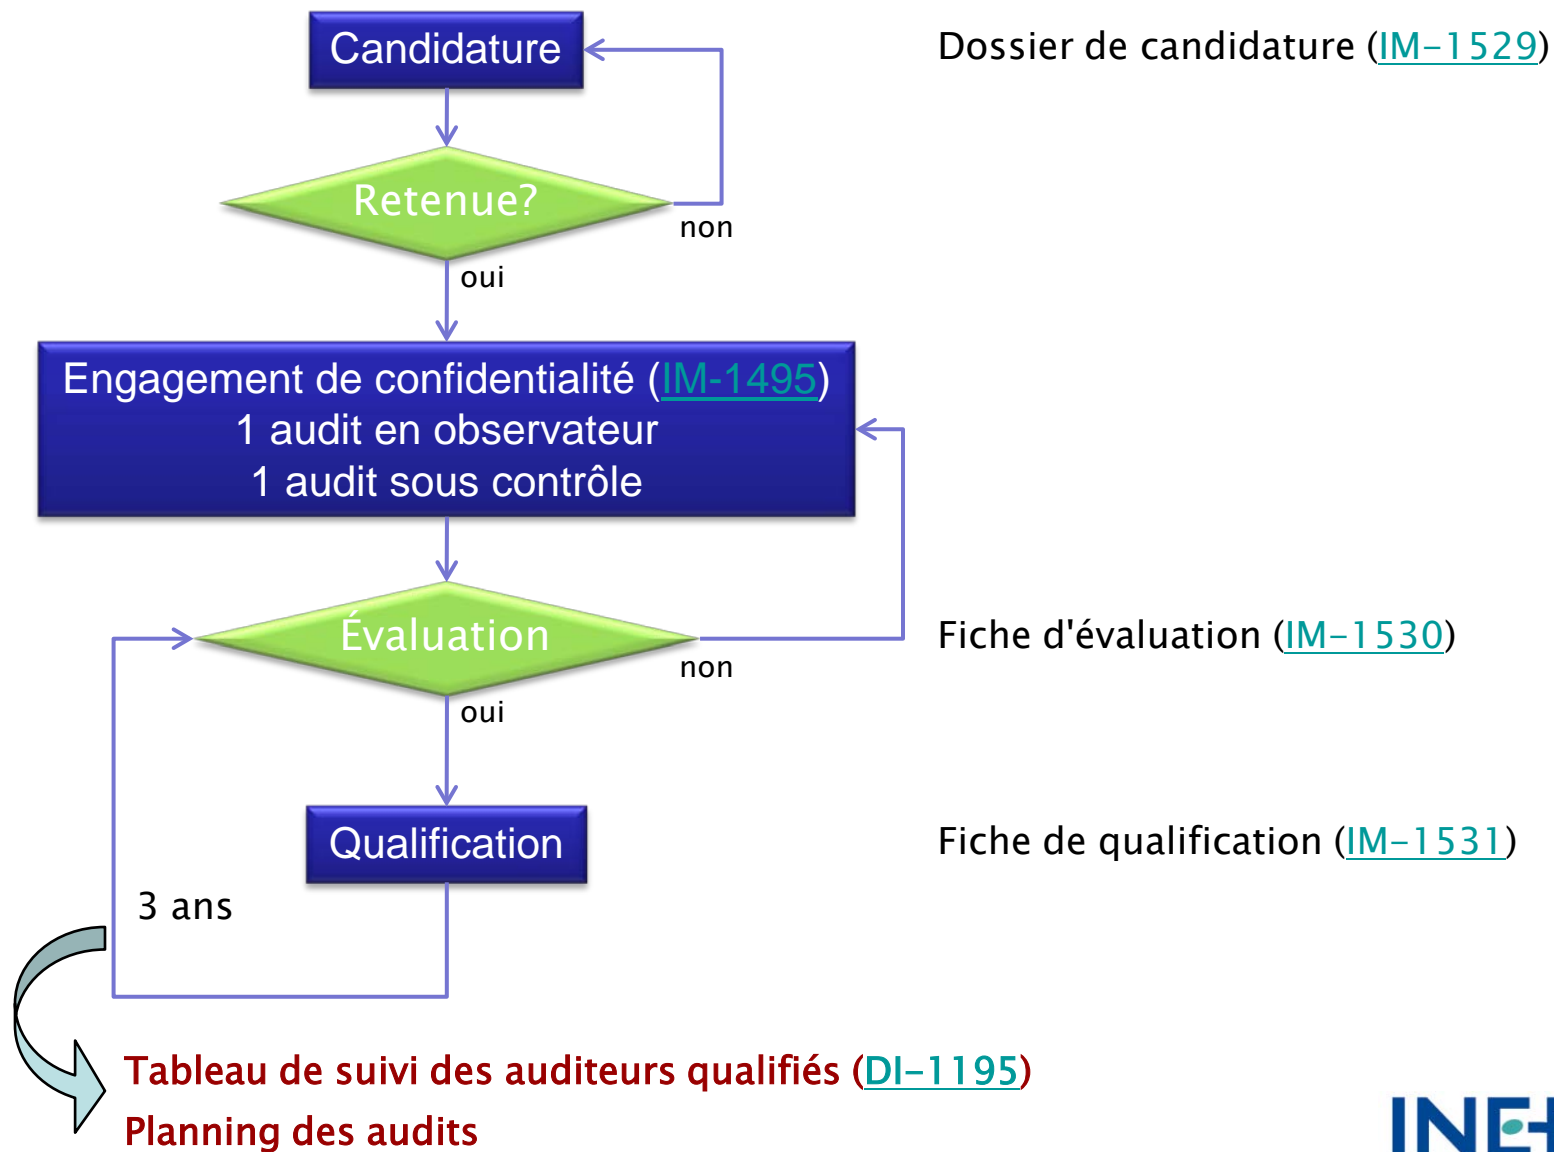 Candidature
Dossier de candidature (IM-1529)
Retenue?
non
oui
Engagement de confidentialité (IM-1495)
1 audit en observateur
1 audit sous contrôle
Évaluation
Fiche d'évaluation (IM-1530)
non
oui
Qualification
Fiche de qualification (IM-1531)
3 ans
Tableau de suivi des auditeurs qualifiés (DI-1195)
Planning des audits